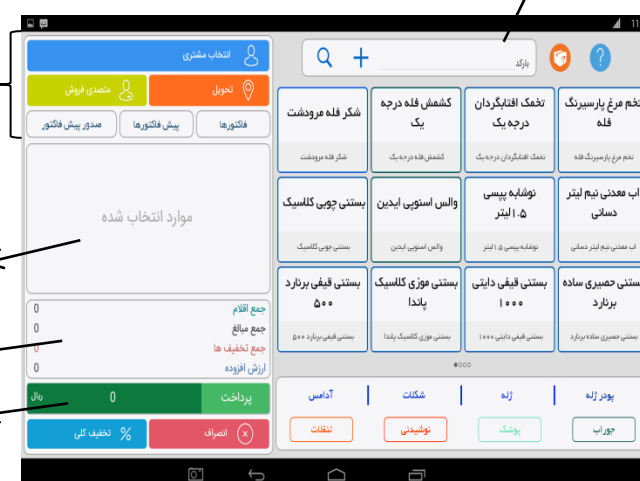 11
انتخاب مشتری
متصدی فروش
تحویل
صدور پیش فاکتور
پیش فاکتورها
فاکتورها
موارد انتخاب شده
جمع اقلام 0
جمع مبالغ 0
جمع تخفیف ها 0
ارزش افزوده 0
پرداخت 0 ریال
% تخفیف کلی
انصراف
بارکد
?
تخم مرغ پارسیرنگ فله
تخم مرغ پارسیرنگ فله
تخمک افتابگردان درجه یک
تخمک افتابگردان درجه یک
کشمش فله درجه یک
کشمش فله درجه یک
شکر فله مرودشت
شکر فله مرودشت
اب معدنی نیم لیتر دسانی
اب معدنی نیم لیتر دسانی
نوشابه پپسی ۱.۵لیتر
نوشابه پپسی ۱.۵ لیتر
والس اسنوپی ایدین
والس اسنوپی ایدین
بستنی چوبی کلاسیک
بستنی چوبی کلاسیک
بستنی حصیری ساده برنارد
بستنی حصیری ساده برنارد
بستنی قیفی دایتی ۱۰۰۰
بستنی قیفی دایتی ۱۰۰۰
بستنی موزی کلاسیک پاندا
بستنی موزی کلاسیک پاندا
بستنی قیفی برنارد ۵۰۰
بستنی قیفی برنارد ۵۰۰
پودر ژله
ژله
شکلات
آدامس
جوراب
پوشک
نوشیدنی
تنقلات